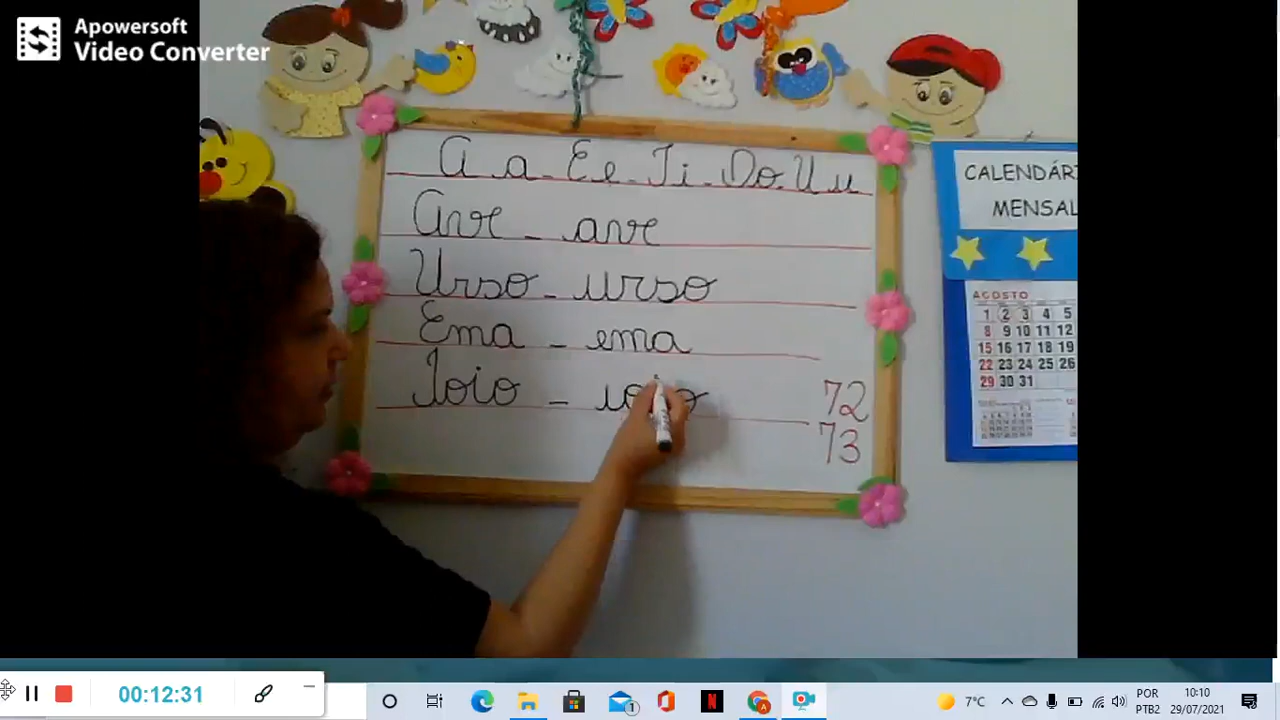 Apowersoft
Video Converter
A a - E e - I i - O o - U u
Ave - ave
Urso - urso
Ema - ema
Ioiô -
72
73
CALENDÁRI
MENSAL
AGOSTO
1 2 3 4 5
8 9 10 11 12
15 16 17 18 19
22 23 24 25 26
29 30 31
00:12:31
7°C
POR
PTB2
10:10
29/07/2021